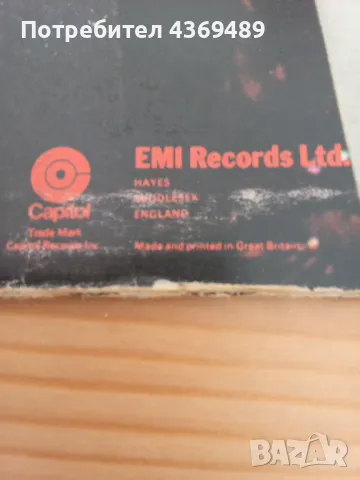 Потребител 4369489
EMI Records Ltd.
HAYES
MIDDLESEX
ENGLAND
Capitol
Trade Mark
Capitol Records Inc
Made and printed in Great Britain
BAZAR